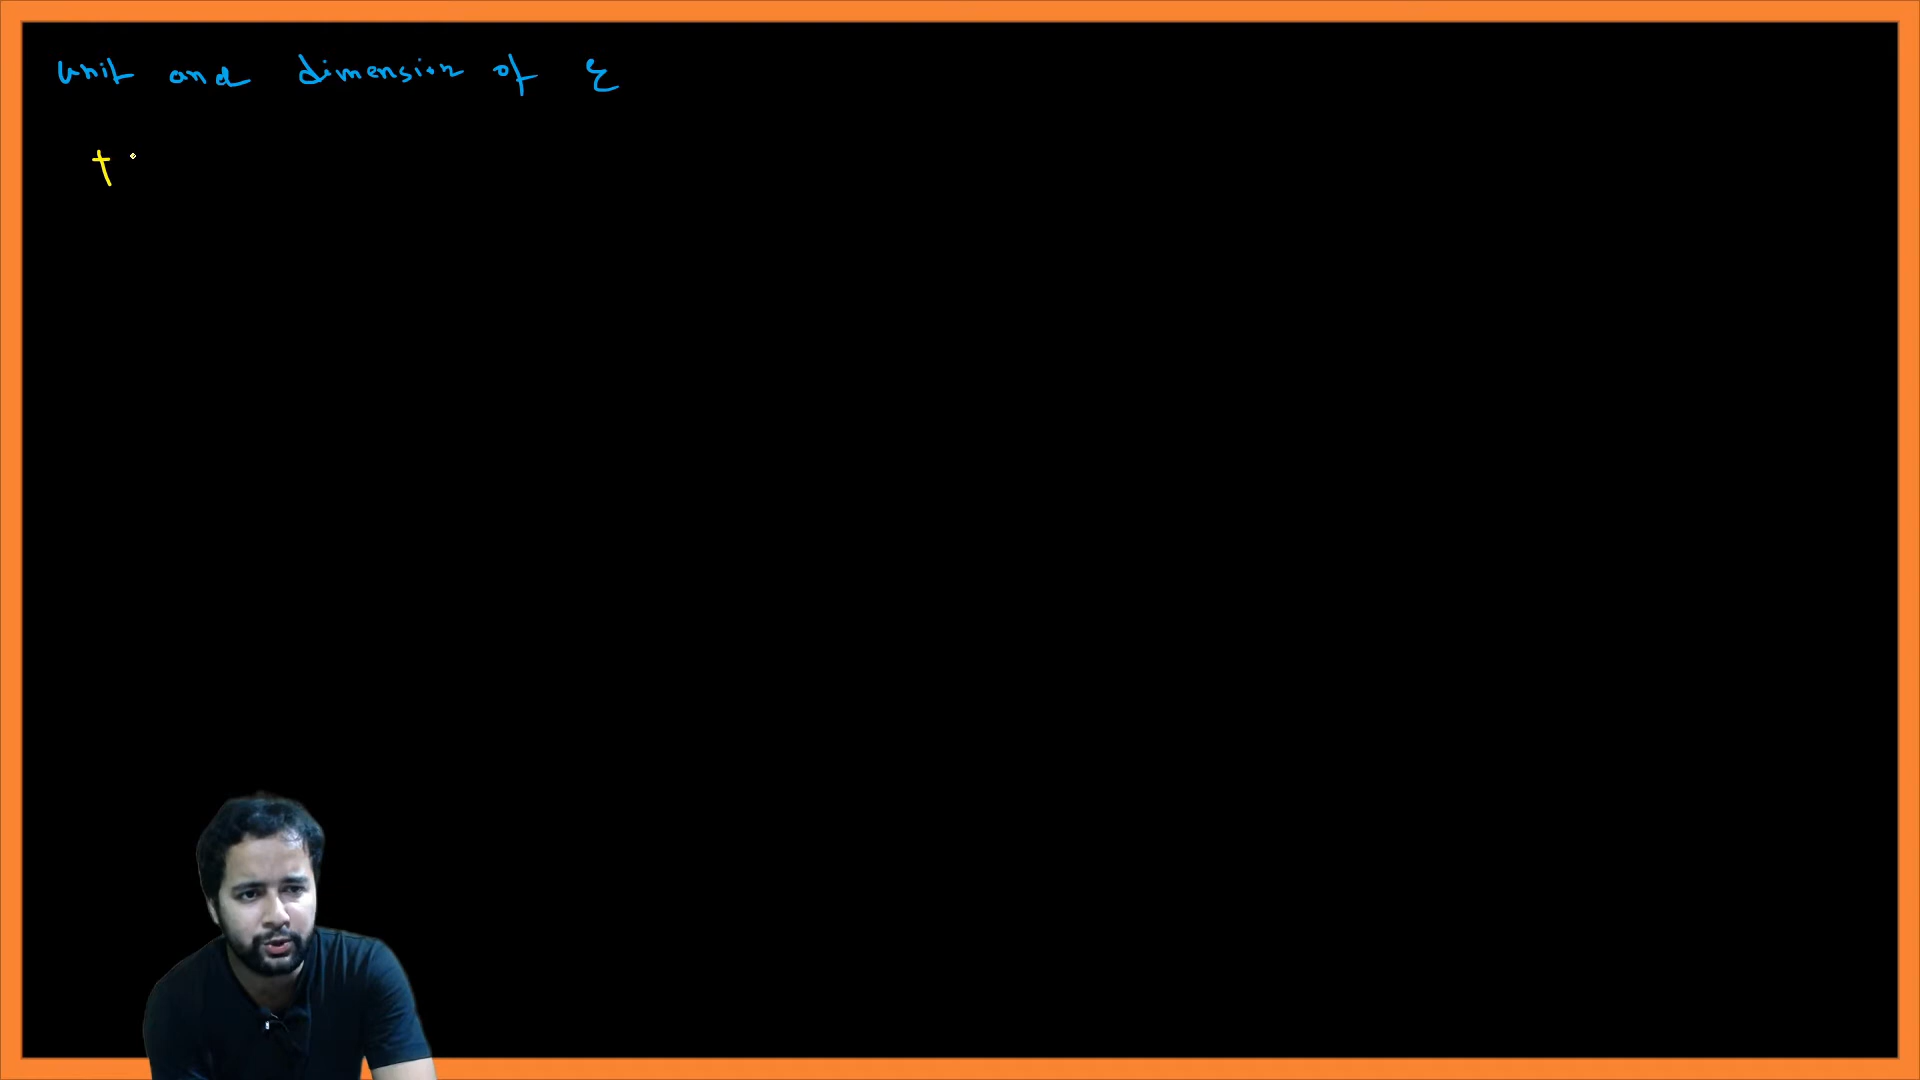 unit and dimension of ε
t